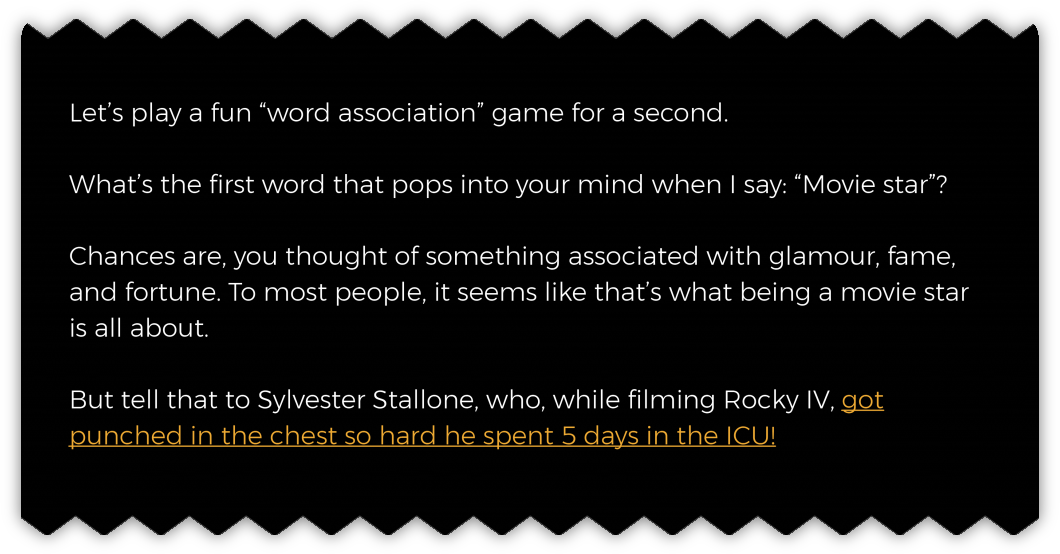 Let’s play a fun “word association” game for a second.
What’s the first word that pops into your mind when I say: “Movie star”?
Chances are, you thought of something associated with glamour, fame,
and fortune. To most people, it seems like that’s what being a movie star
is all about.
But tell that to Sylvester Stallone, who, while filming Rocky IV, got
punched in the chest so hard he spent 5 days in the ICU!